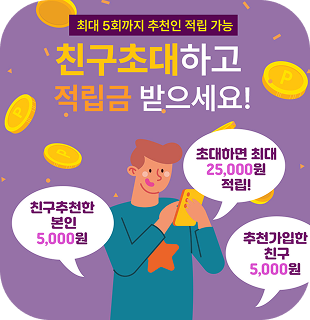 최대 5회까지 추천인 적립 가능
친구초대하고
적립금 받으세요!
초대하면 최대
25,000원
적립!
친구추천한
본인
5,000원
추천가입한
친구
5,000원
P
P
P
P